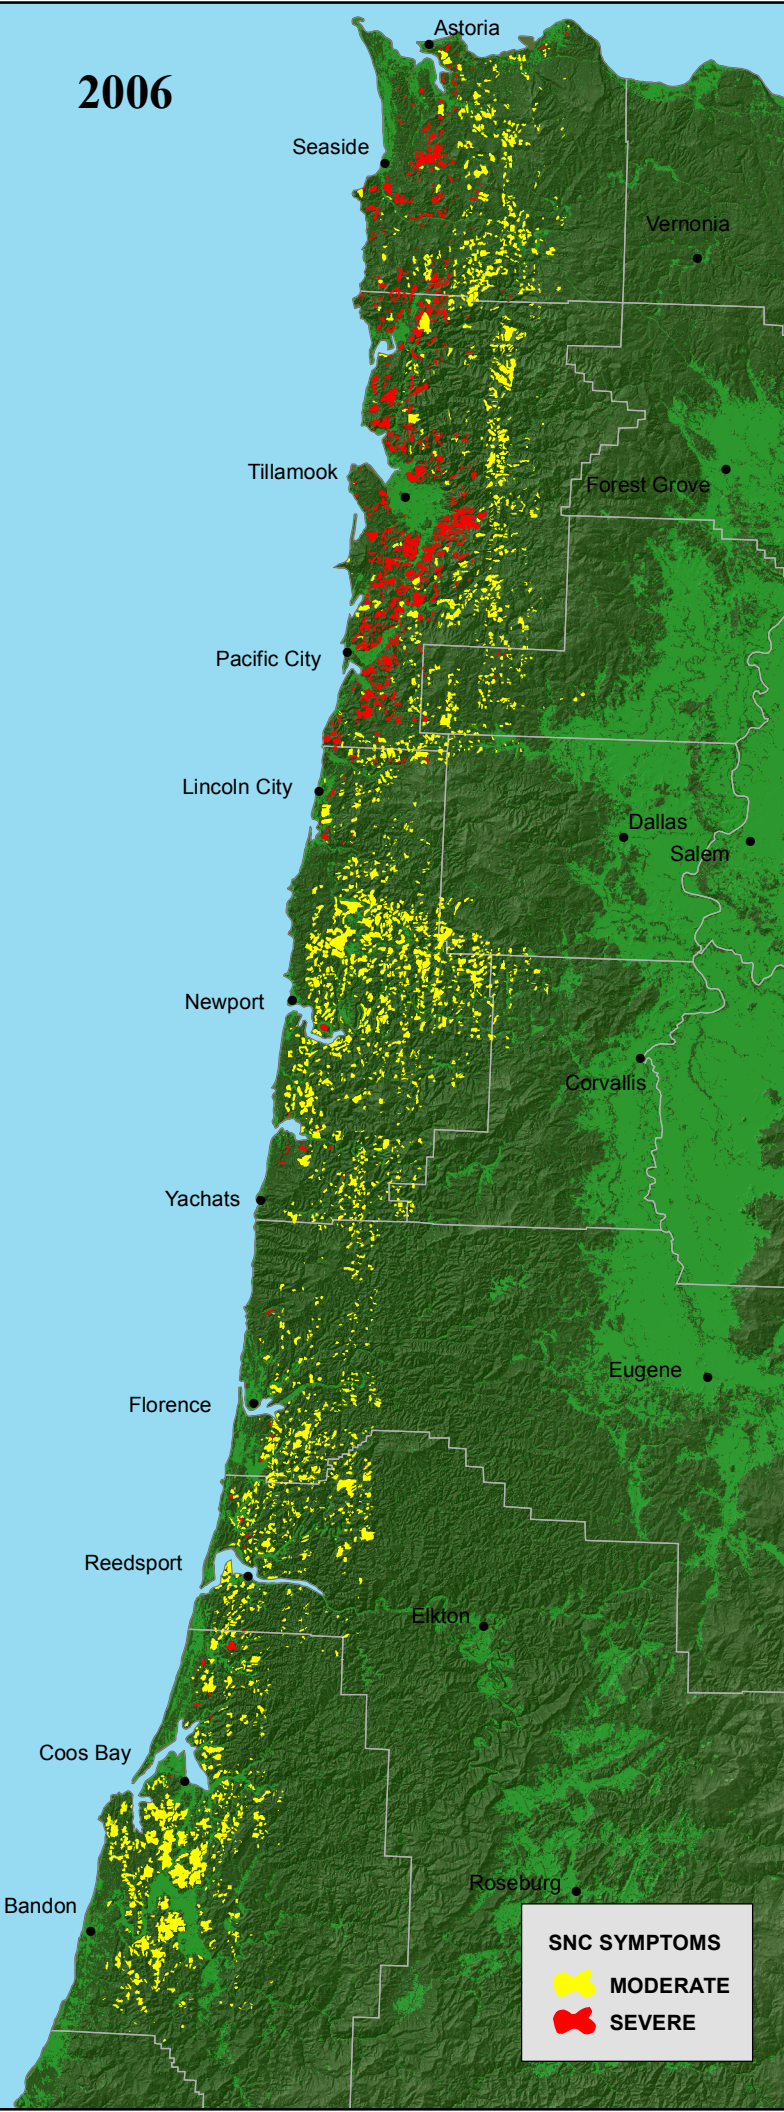 Astoria
2006
Seaside
Vernonia
Tillamook
Forest Grove
Pacific City
Lincoln City
Dallas
Salem
Newport
Corvallis
Yachats
Eugene
Florence
Reedsport
Elkton
Coos Bay
Roseburg
Bandon
SNC SYMPTOMS
MODERATE
SEVERE